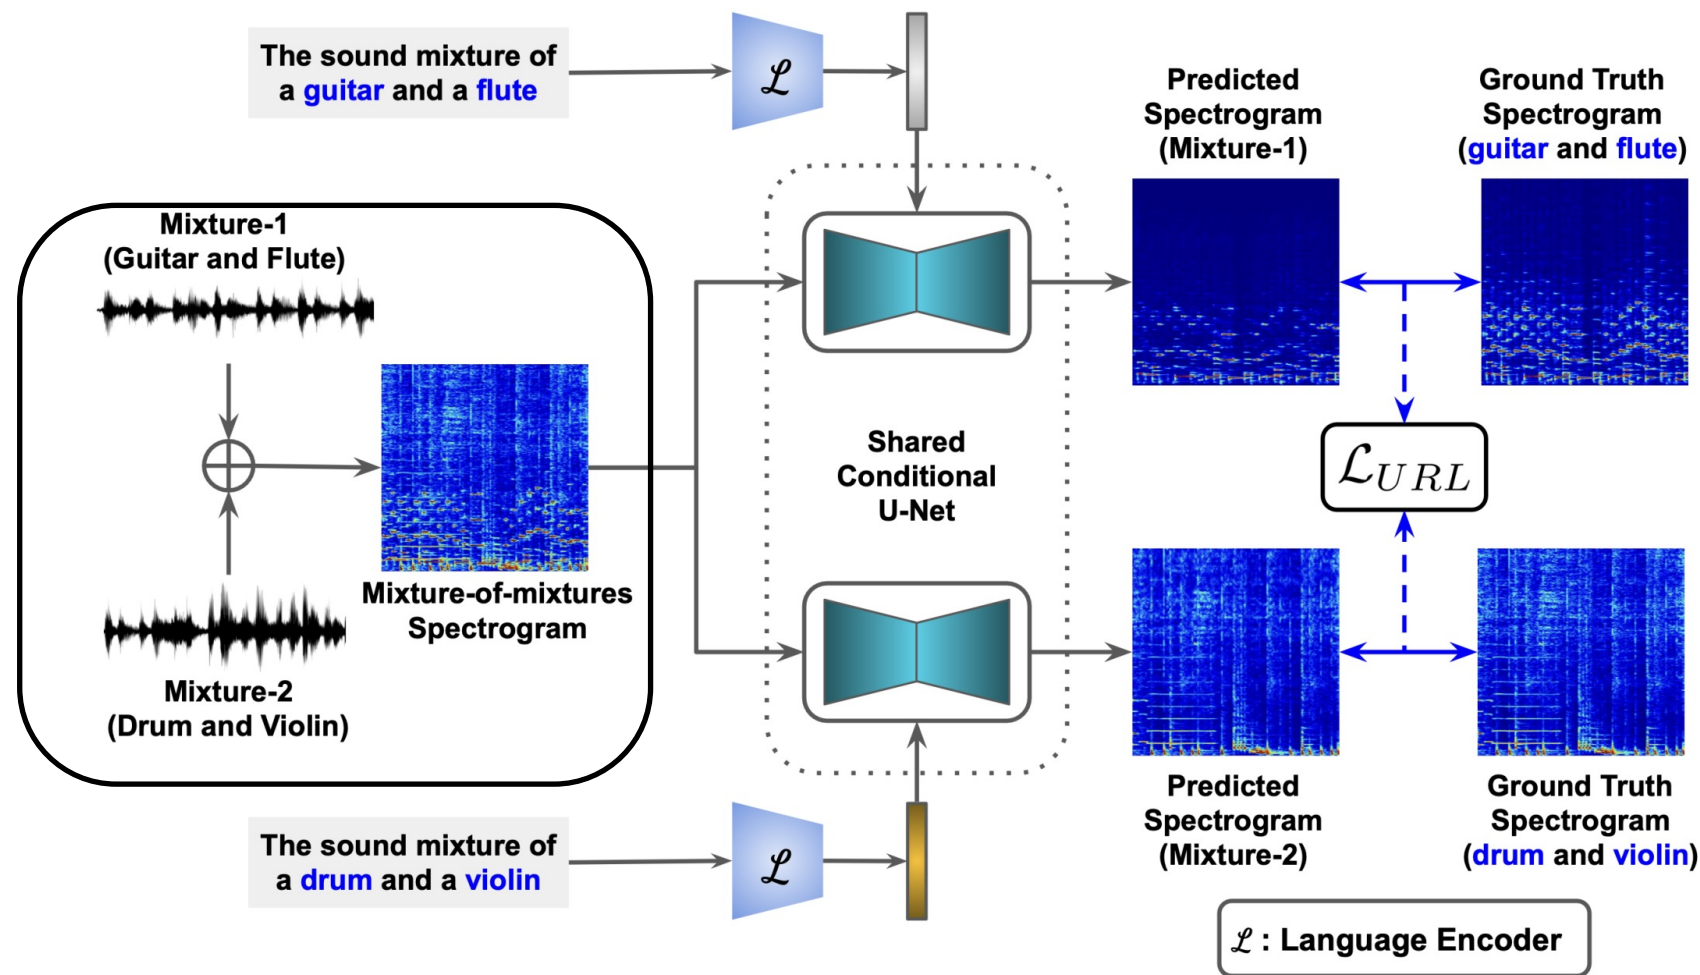 The sound mixture of
a guitar and a flute
ℒ
Predicted
Spectrogram
(Mixture-1)
Ground Truth
Spectrogram
(guitar and flute)
Mixture-1
(Guitar and Flute)
Mixture-of-mixtures
Spectrogram
Mixture-2
(Drum and Violin)
Shared
Conditional
U-Net
ℒURL
The sound mixture of
a drum and a violin
ℒ
Predicted
Spectrogram
(Mixture-2)
Ground Truth
Spectrogram
(drum and violin)
ℒ : Language Encoder